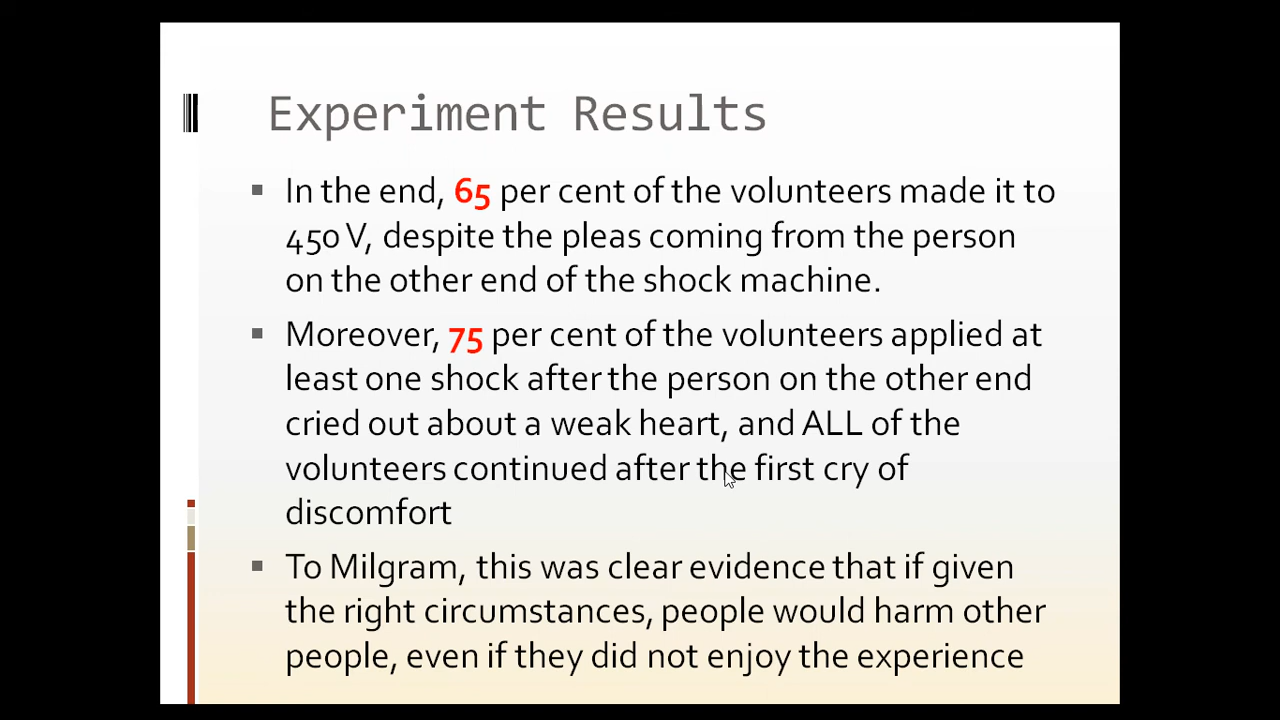 Experiment Results
In the end, 65 per cent of the volunteers made it to
450 V, despite the pleas coming from the person
on the other end of the shock machine.
Moreover, 75 per cent of the volunteers applied at
least one shock after the person on the other end
cried out about a weak heart, and ALL of the
volunteers continued after the first cry of
discomfort
To Milgram, this was clear evidence that if given
the right circumstances, people would harm other
people, even if they did not enjoy the experience